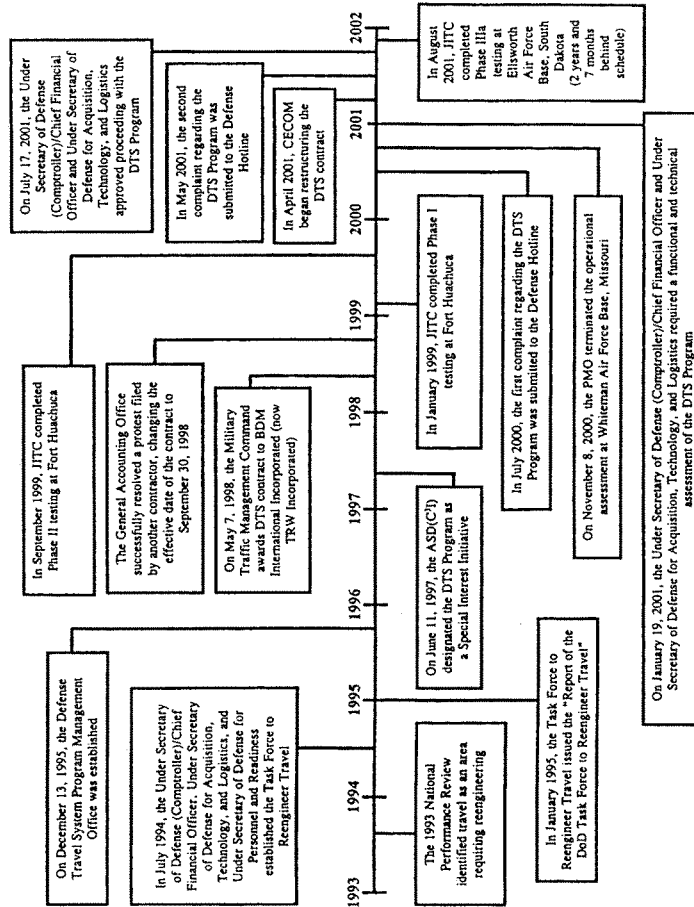 On December 13, 1995, the Defense
Travel System Program Management
Office was established
In July 1994, the Under Secretary
of Defense (Comptroller)/Chief
Financial Officer, Under Secretary
of Defense for Acquisition,
Technology, and Logistics, and
Under Secretary of Defense for
Personnel and Readiness
established the Task Force to
Reengineer Travel
In September 1999, JITC completed
Phase II testing at Fort Huachuca
The General Accounting Office
successfully resolved a protest filed
by another contractor, changing the
effective date of the contract to
September 30, 1998
On May 7, 1998, the Military
Traffic Management Command
awards DTS contract to BDM
International Incorporated (now
TRW Incorporated)
On July 17, 2001, the Under
Secretary of Defense
(Comptroller)/Chief Financial
Officer and Under Secretary of
Defense for Acquisition,
Technology, and Logistics
approved proceeding with the
DTS Program
In May 2001, the second
complaint regarding the
DTS Program was
submitted to the Defense
Hotline
In April 2001, CECOM
began restructuring the
DTS contract
1993
1994
1995
1996
1997
1998
1999
2000
2001
2002
The 1993 National
Performance Review
identified travel as an area
requiring reengineering
In January 1995, the Task Force to
Reengineer Travel issued the "Report of the
DoD Task Force to Reengineer Travel"
On June 11, 1997, the ASD(C³I)
designated the DTS Program as
a Special Interest Initiative
In January 1999, JITC completed Phase I
testing at Fort Huachuca
In July 2000, the first complaint regarding the DTS
Program was submitted to the Defense Hotline
On November 8, 2000, the PMO terminated the operational
assessment at Whiteman Air Force Base, Missouri
On January 19, 2001, the Under Secretary of Defense (Comptroller)/Chief Financial Officer and Under
Secretary of Defense for Acquisition, Technology, and Logistics required a functional and technical
assessment of the DTS Program
In August
2001, JITC
completed
Phase IIIa
testing at
Ellsworth
Air Force
Base, South
Dakota
(2 years and
7 months
behind
schedule)